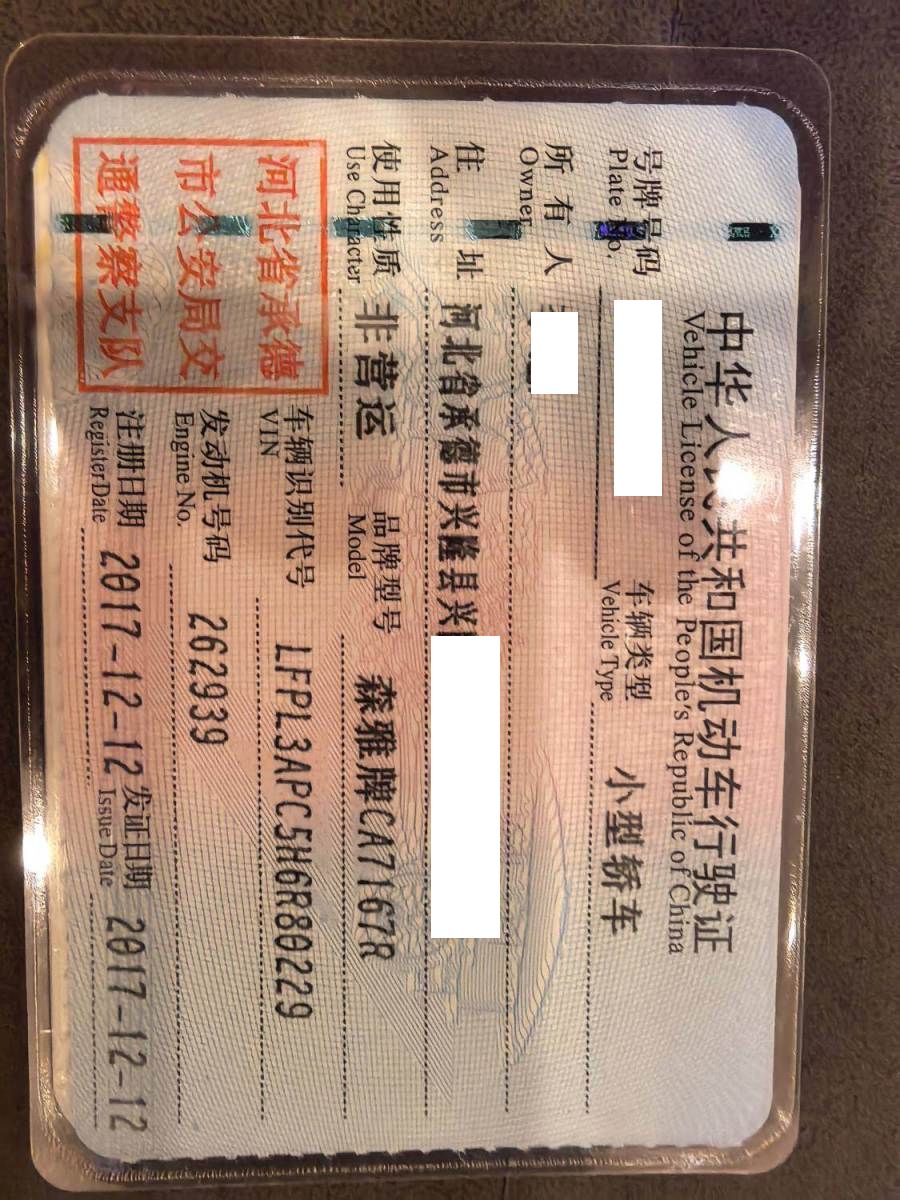 中华人民共和国机动车行驶证
Vehicle License of the People's Republic of China
号牌号码
Plate No.
车辆类型 小型轿车
Vehicle Type
所有人
Owner
住址 河北省承德市兴隆县兴
Address
使用性质 非营运
Use Character
品牌型号 森雅牌CA7167R
Model
河北省承德
市公安局交
通警察支队
车辆识别代号 LFPL3APC5H6R80229
VIN
发动机号码 262939
Engine No.
注册日期 2017-12-12 发证日期 2017-12-12
Register Date Issue Date